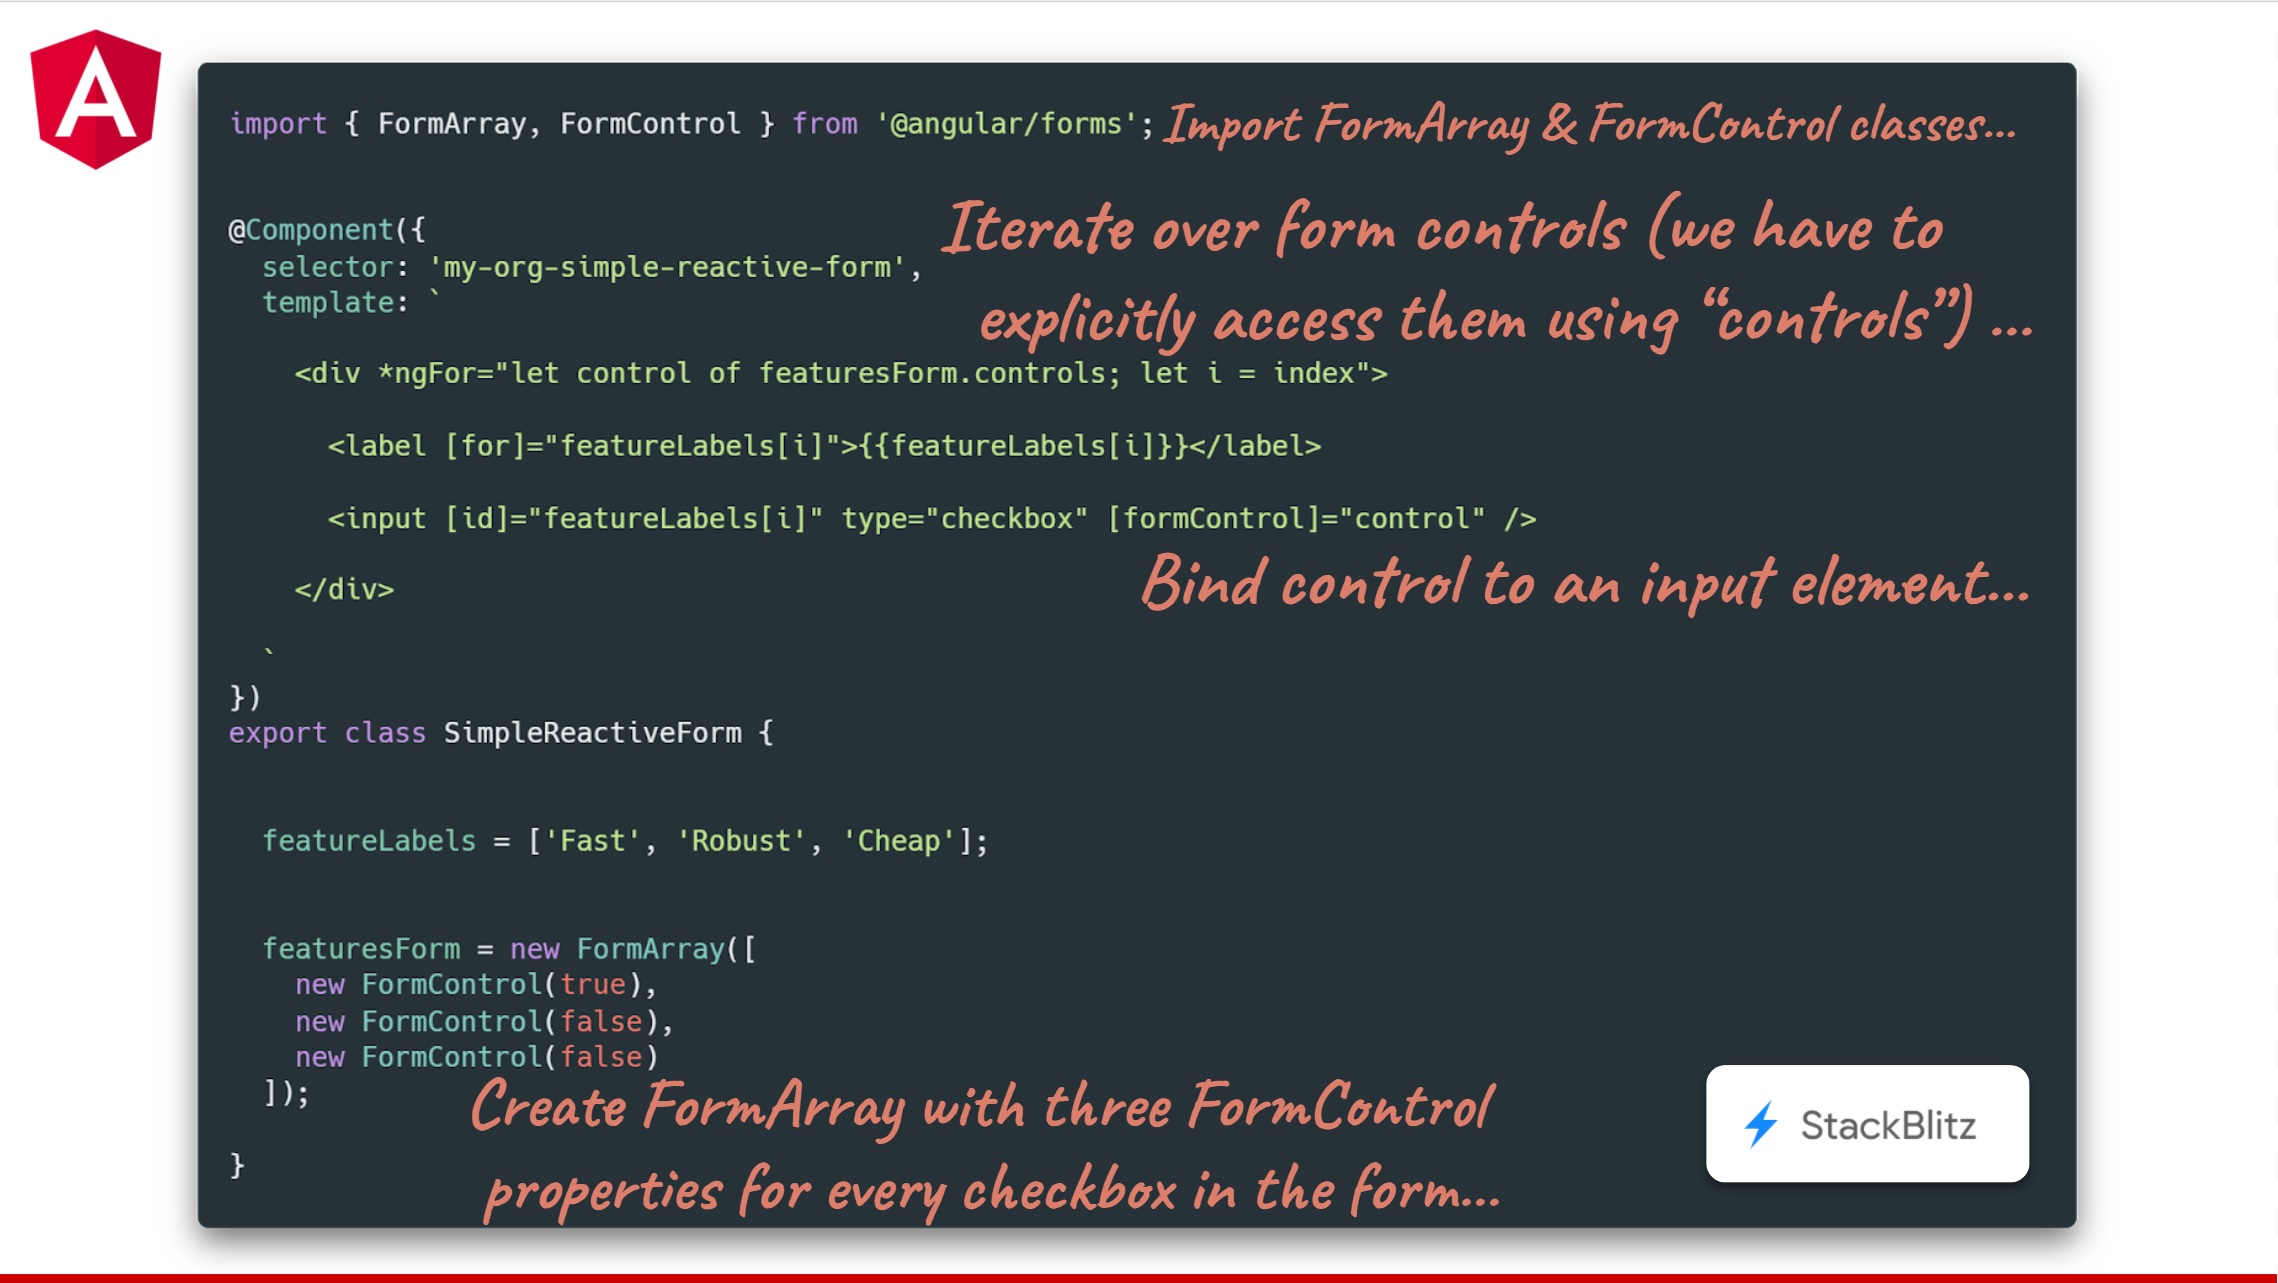 import { FormArray, FormControl } from '@angular/forms'; Import FormArray & FormControl classes...
@Component({
selector: 'my-org-simple-reactive-form',
template: `
Iterate over form controls (we have to
explicitly access them using “controls”) ...
<div *ngFor="let control of featuresForm.controls; let i = index">
<label [for]="featureLabels[i]">{{featureLabels[i]}}</label>
<input [id]="featureLabels[i]" type="checkbox" [formControl]="control" />
Bind control to an input element...
</div>
`
})
export class SimpleReactiveForm {
featureLabels = ['Fast', 'Robust', 'Cheap'];
featuresForm = new FormArray([
new FormControl(true),
new FormControl(false),
new FormControl(false)
]);
Create FormArray with three FormControl
properties for every checkbox in the form...
}
StackBlitz